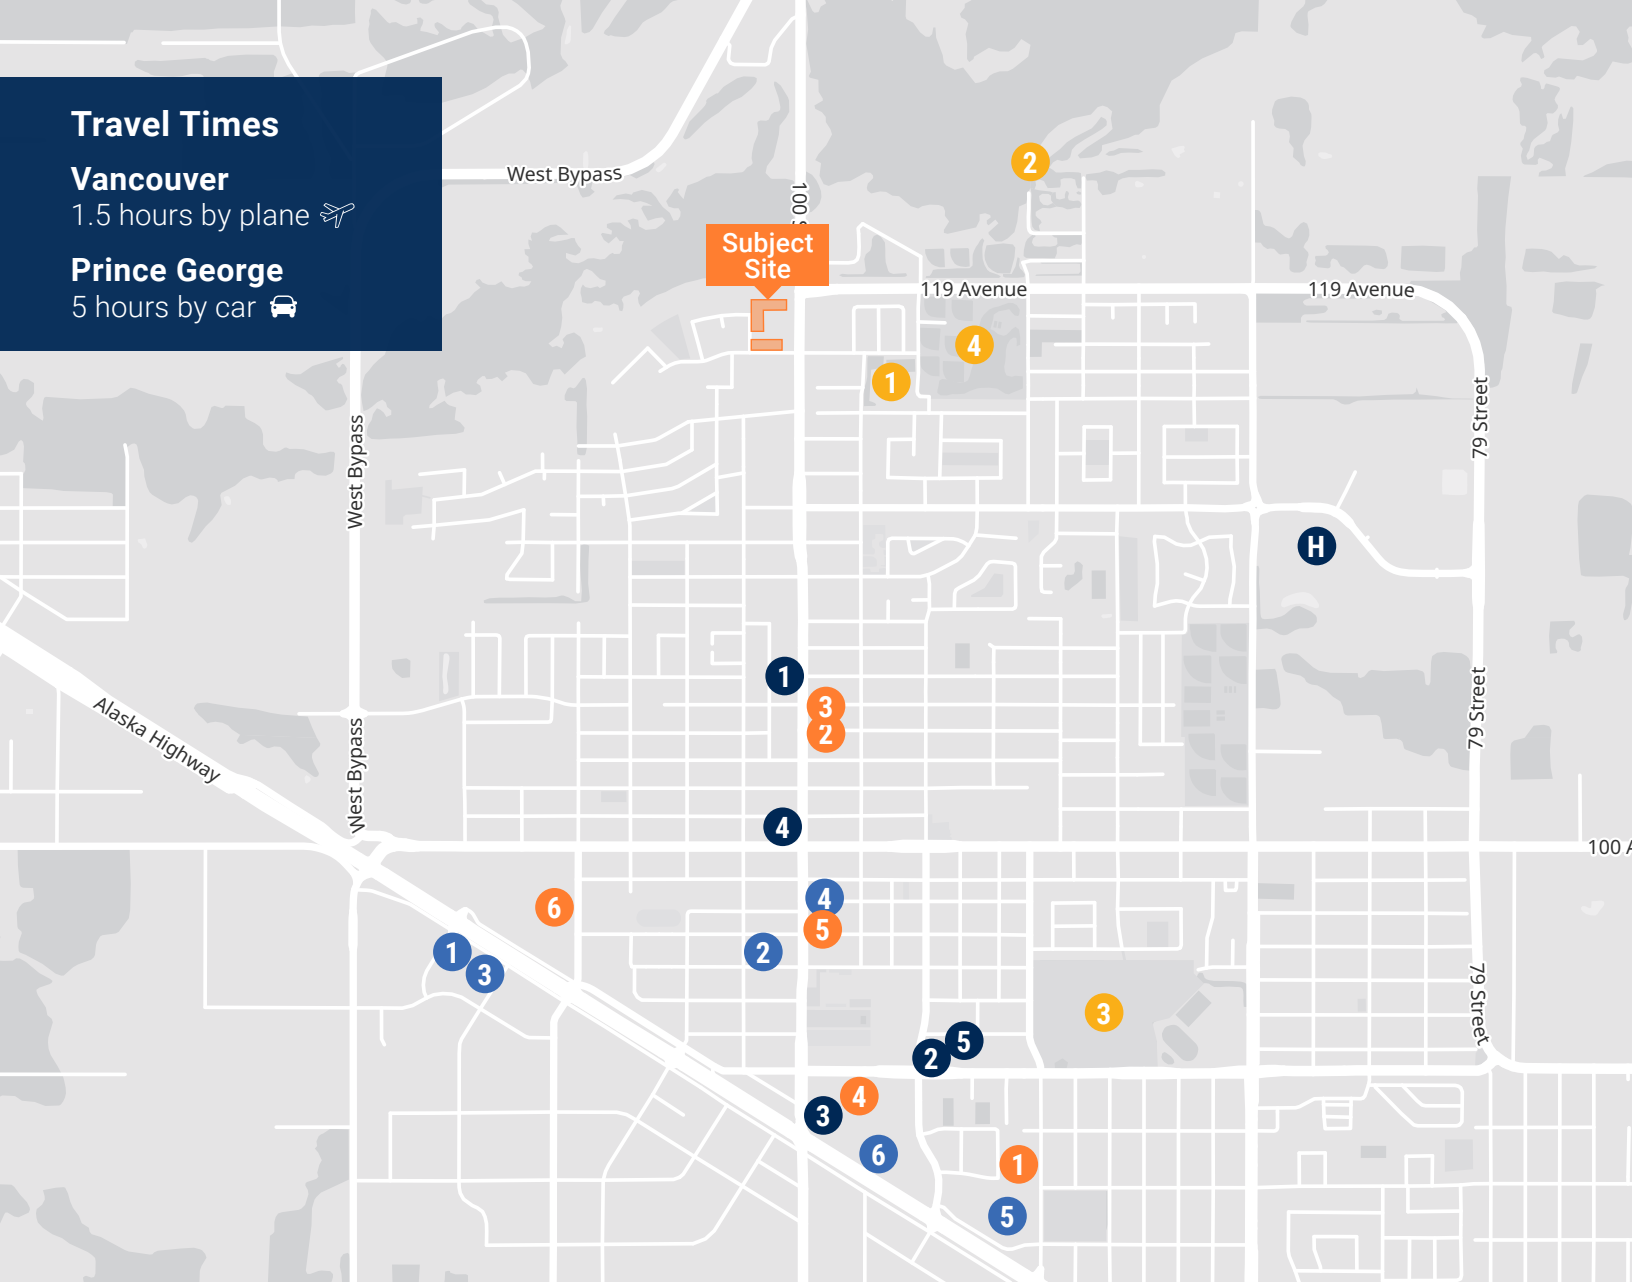 Travel Times
Vancouver
1.5 hours by plane
Prince George
5 hours by car
West Bypass
100 S
2
Subject
Site
119 Avenue
119 Avenue
4
1
79 Street
West Bypass
H
1
3
2
79 Street
Alaska Highway
West Bypass
4
100 A
6
4
5
1
3
2
79 Street
3
5
2
4
3
6
1
5